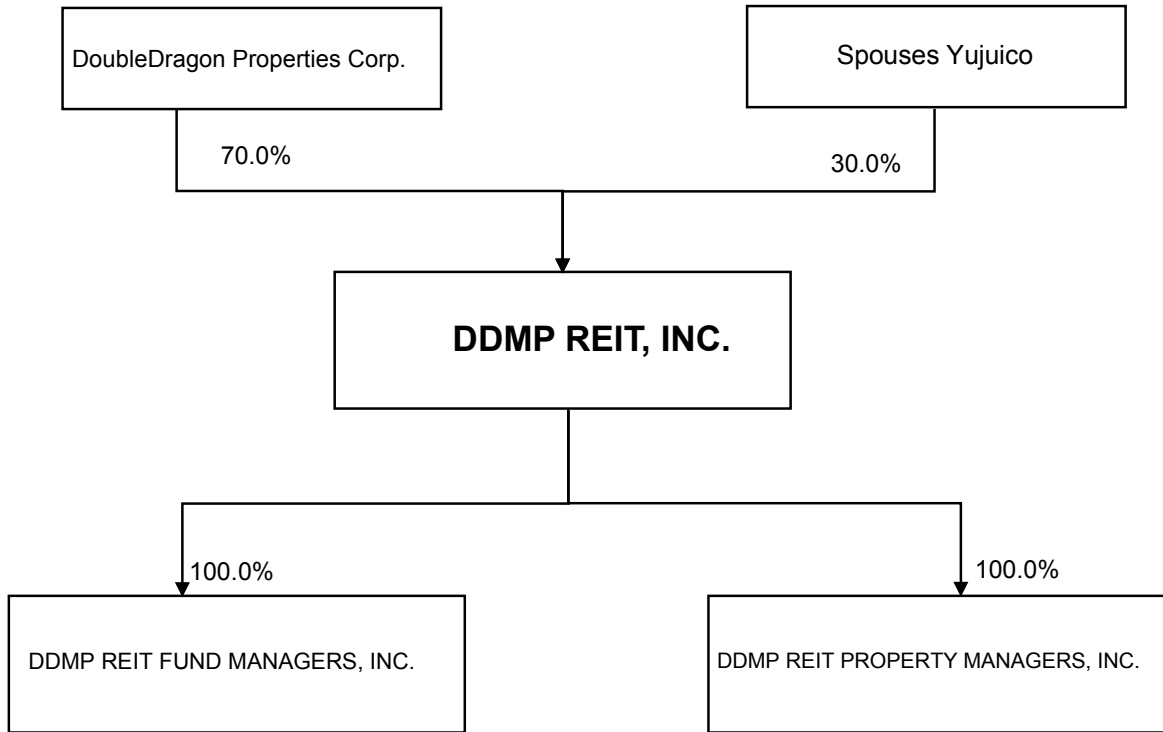 DoubleDragon Properties Corp.
Spouses Yujuico
70.0%
30.0%
DDMP REIT, INC.
100.0%
100.0%
DDMP REIT FUND MANAGERS, INC.
DDMP REIT PROPERTY MANAGERS, INC.